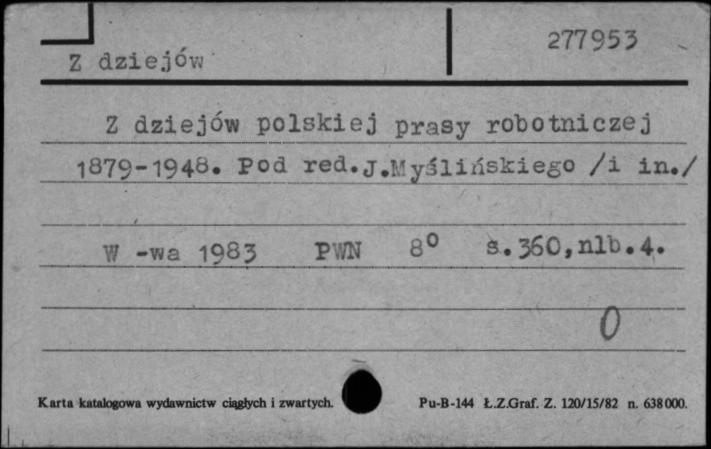 Z dziejów 277953
Z dziejów polskiej prasy robotniczej
1879-1948. Pod red.J.Myślińskiego /i in./
W -wa 1983 PWN 8° s.360,nlb.4.
0
Karta katalogowa wydawnictw ciągłych i zwartych. Pu-B-144 Ł.Z.Graf. Z. 120/15/82 n. 638000.